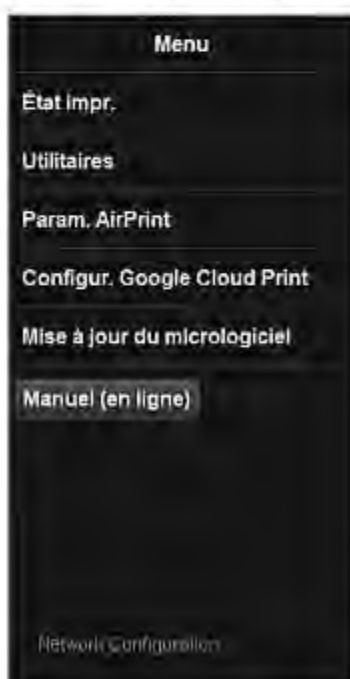 Menu
État impr.
Utilitaires
Param. AirPrint
Configur. Google Cloud Print
Mise à jour du micrologiciel
Manuel (en ligne)
Network Configuration